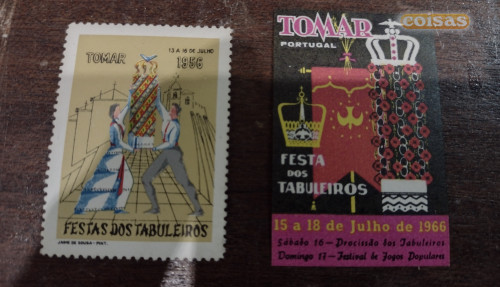 TOMAR
13 A 16 DE JULHO
1956
FESTAS DOS TABULEIROS
coisas
TOMAR
PORTUGAL
FESTA
DOS
TABULEIROS
15 a 18 de Julho de 1966
Sábado 16 - Procissão dos Tabuleiros
Domingo 17 - Festival de Jogos Populares